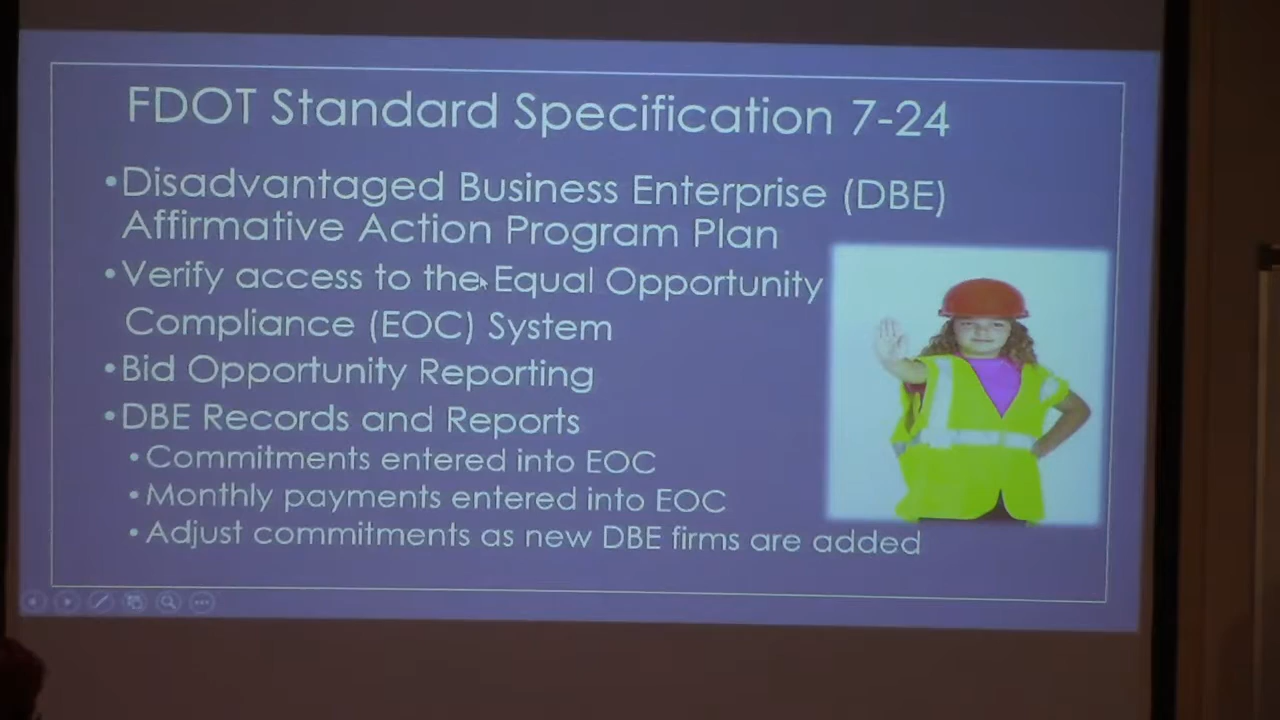 FDOT Standard Specification 7-24
•Disadvantaged Business Enterprise (DBE)
Affirmative Action Program Plan
•Verify access to the Equal Opportunity
Compliance (EOC) System
•Bid Opportunity Reporting
•DBE Records and Reports
•Commitments entered into EOC
•Monthly payments entered into EOC
•Adjust commitments as new DBE firms are added